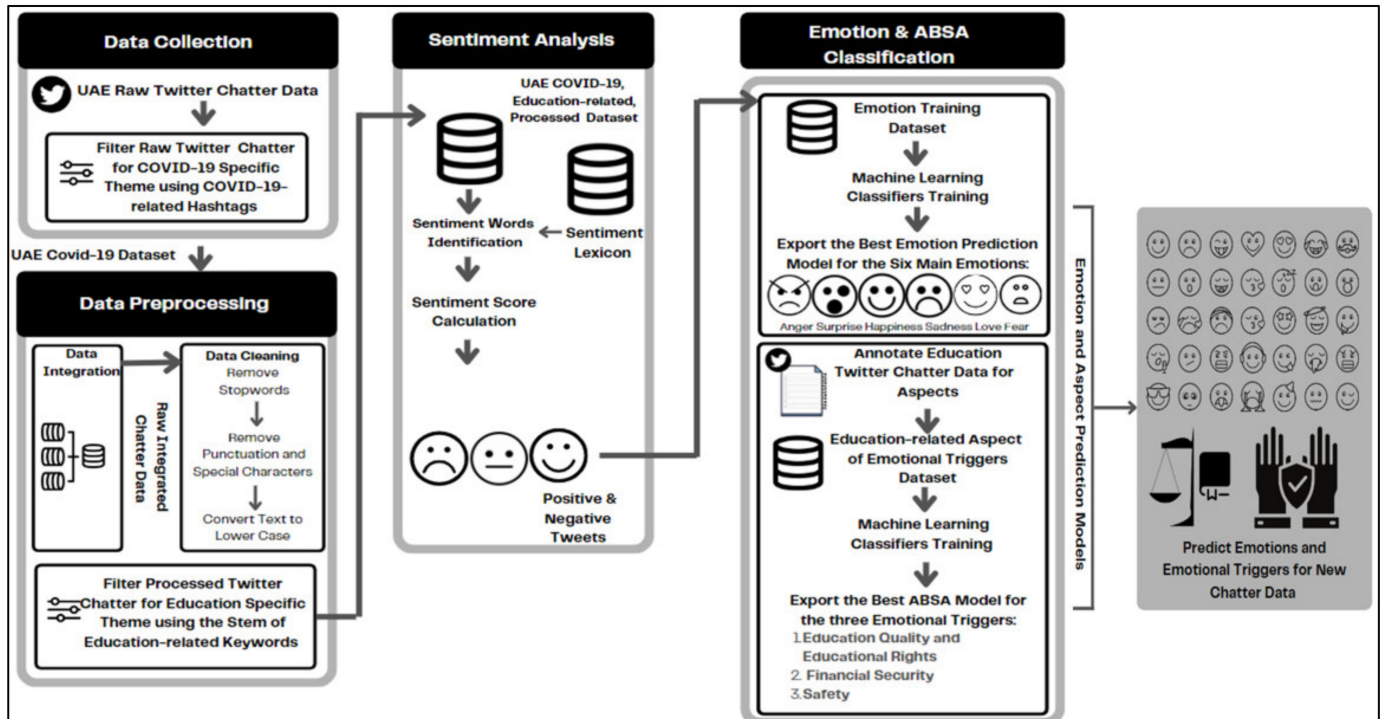 Data Collection
UAE Raw Twitter Chatter Data
Filter Raw Twitter Chatter
for COVID-19 Specific
Theme using COVID-19-
related Hashtags
UAE Covid-19 Dataset
Data Preprocessing
Data
Integration
Raw Integrated
Chatter Data
Data Cleaning
Remove
Stopwords
Remove
Punctuation and
Special Characters
Convert Text to
Lower Case
Filter Processed Twitter
Chatter for Education Specific
Theme using the Stem of
Education-related Keywords
Sentiment Analysis
UAE COVID-19,
Education-related,
Processed Dataset
Sentiment Words
Identification
Sentiment
Lexicon
Sentiment Score
Calculation
Positive &
Negative
Tweets
Emotion & ABSA
Classification
Emotion Training
Dataset
Machine Learning
Classifiers Training
Export the Best Emotion Prediction
Model for the Six Main Emotions:
Anger Surprise Happiness Sadness Love Fear
Annotate Education
Twitter Chatter Data for
Aspects
Education-related Aspect
of Emotional Triggers
Dataset
Machine Learning
Classifiers Training
Export the Best ABSA Model for
the three Emotional Triggers:
1.Education Quality and
Educational Rights
2. Financial Security
3.Safety
Emotion and Aspect Prediction Models
Predict Emotions and
Emotional Triggers for New
Chatter Data